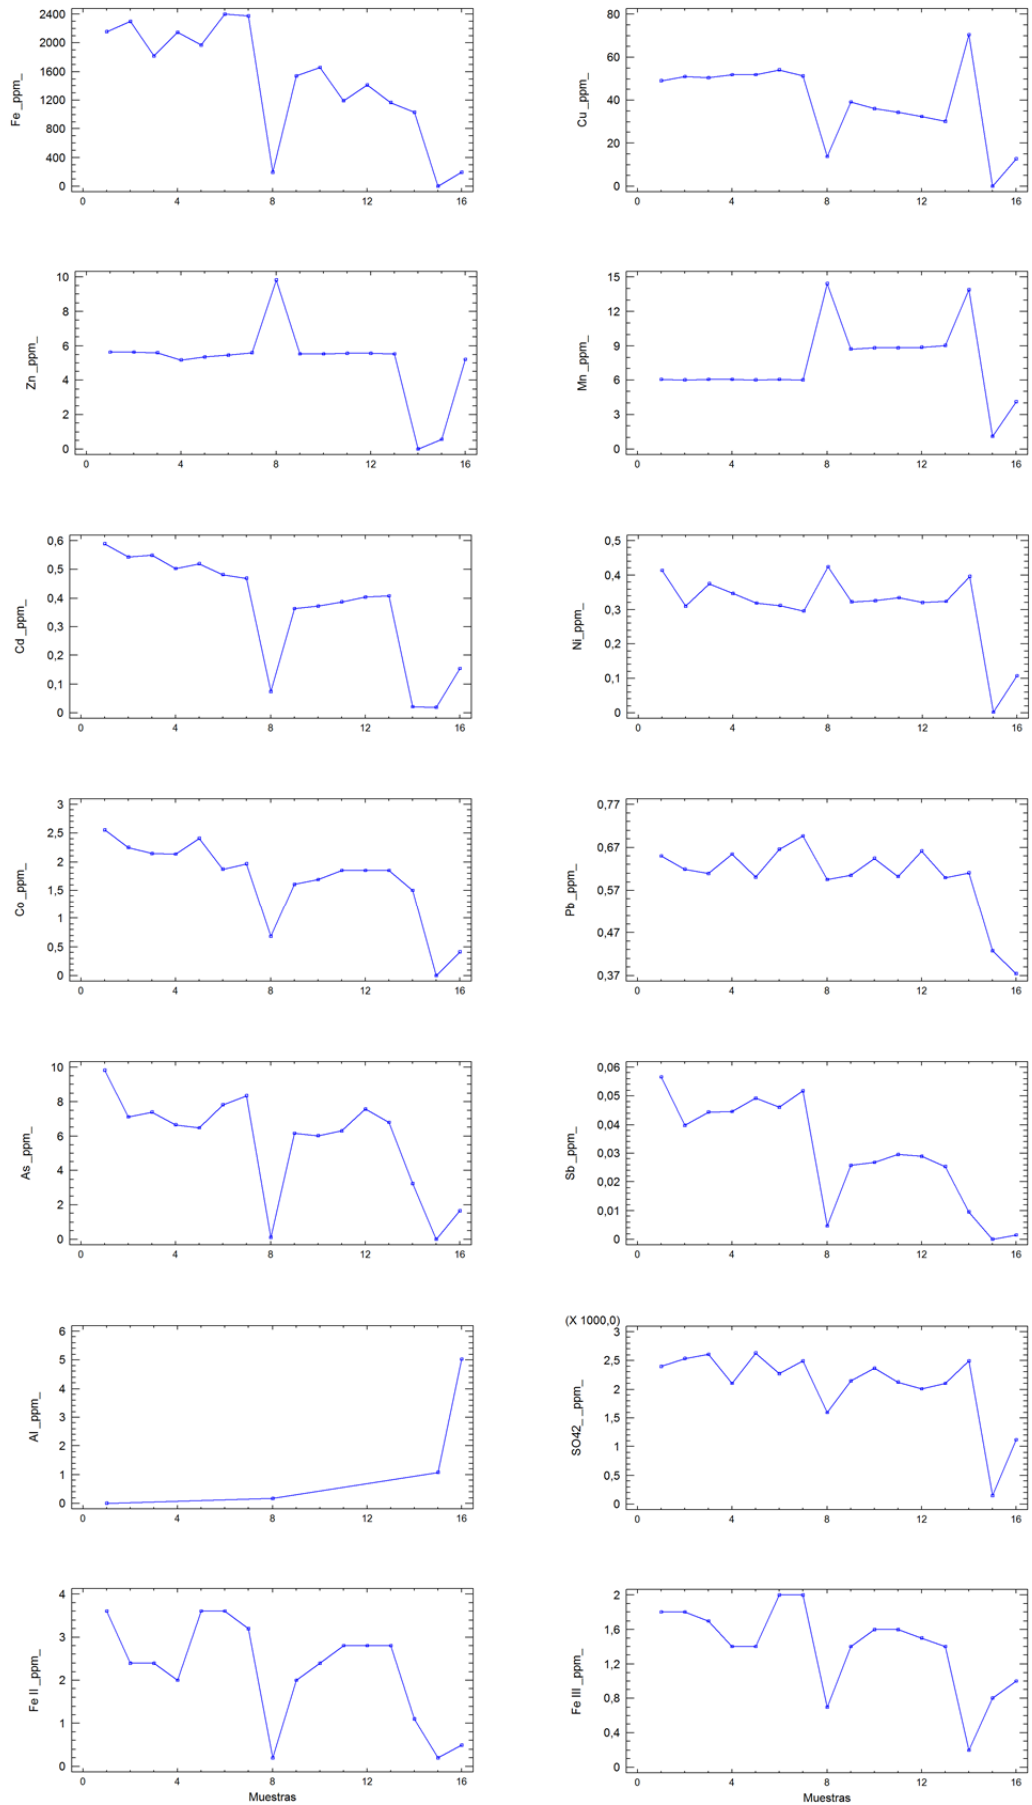 2400
2000
1600
1200
800
400
0
Fe _ppm_
0 4 8 12 16
80
60
40
20
0
Cu _ppm_
0 4 8 12 16
10
8
6
4
2
0
Zn _ppm_
0 4 8 12 16
15
12
9
6
3
0
Mn _ppm_
0 4 8 12 16
0,6
0,5
0,4
0,3
0,2
0,1
0
Cd _ppm_
0 4 8 12 16
0,5
0,4
0,3
0,2
0,1
0
Ni_ppm_
0 4 8 12 16
3
2,5
2
1,5
1
0,5
0
Co _ppm_
0 4 8 12 16
0,77
0,67
0,57
0,47
0,37
Pb _ppm_
0 4 8 12 16
10
8
6
4
2
0
As _ppm_
0 4 8 12 16
0,06
0,05
0,04
0,03
0,02
0,01
0
Sb _ppm_
0 4 8 12 16
6
5
4
3
2
1
0
Al _ppm_
0 4 8 12 16
(X 1000,0)
3
2,5
2
1,5
1
0,5
0
SO42_ _ppm_
0 4 8 12 16
4
3
2
1
0
Fe II _ppm_
0 4 8 12 16
Muestras
2
1,6
1,2
0,8
0,4
0
Fe III _ppm_
0 4 8 12 16
Muestras